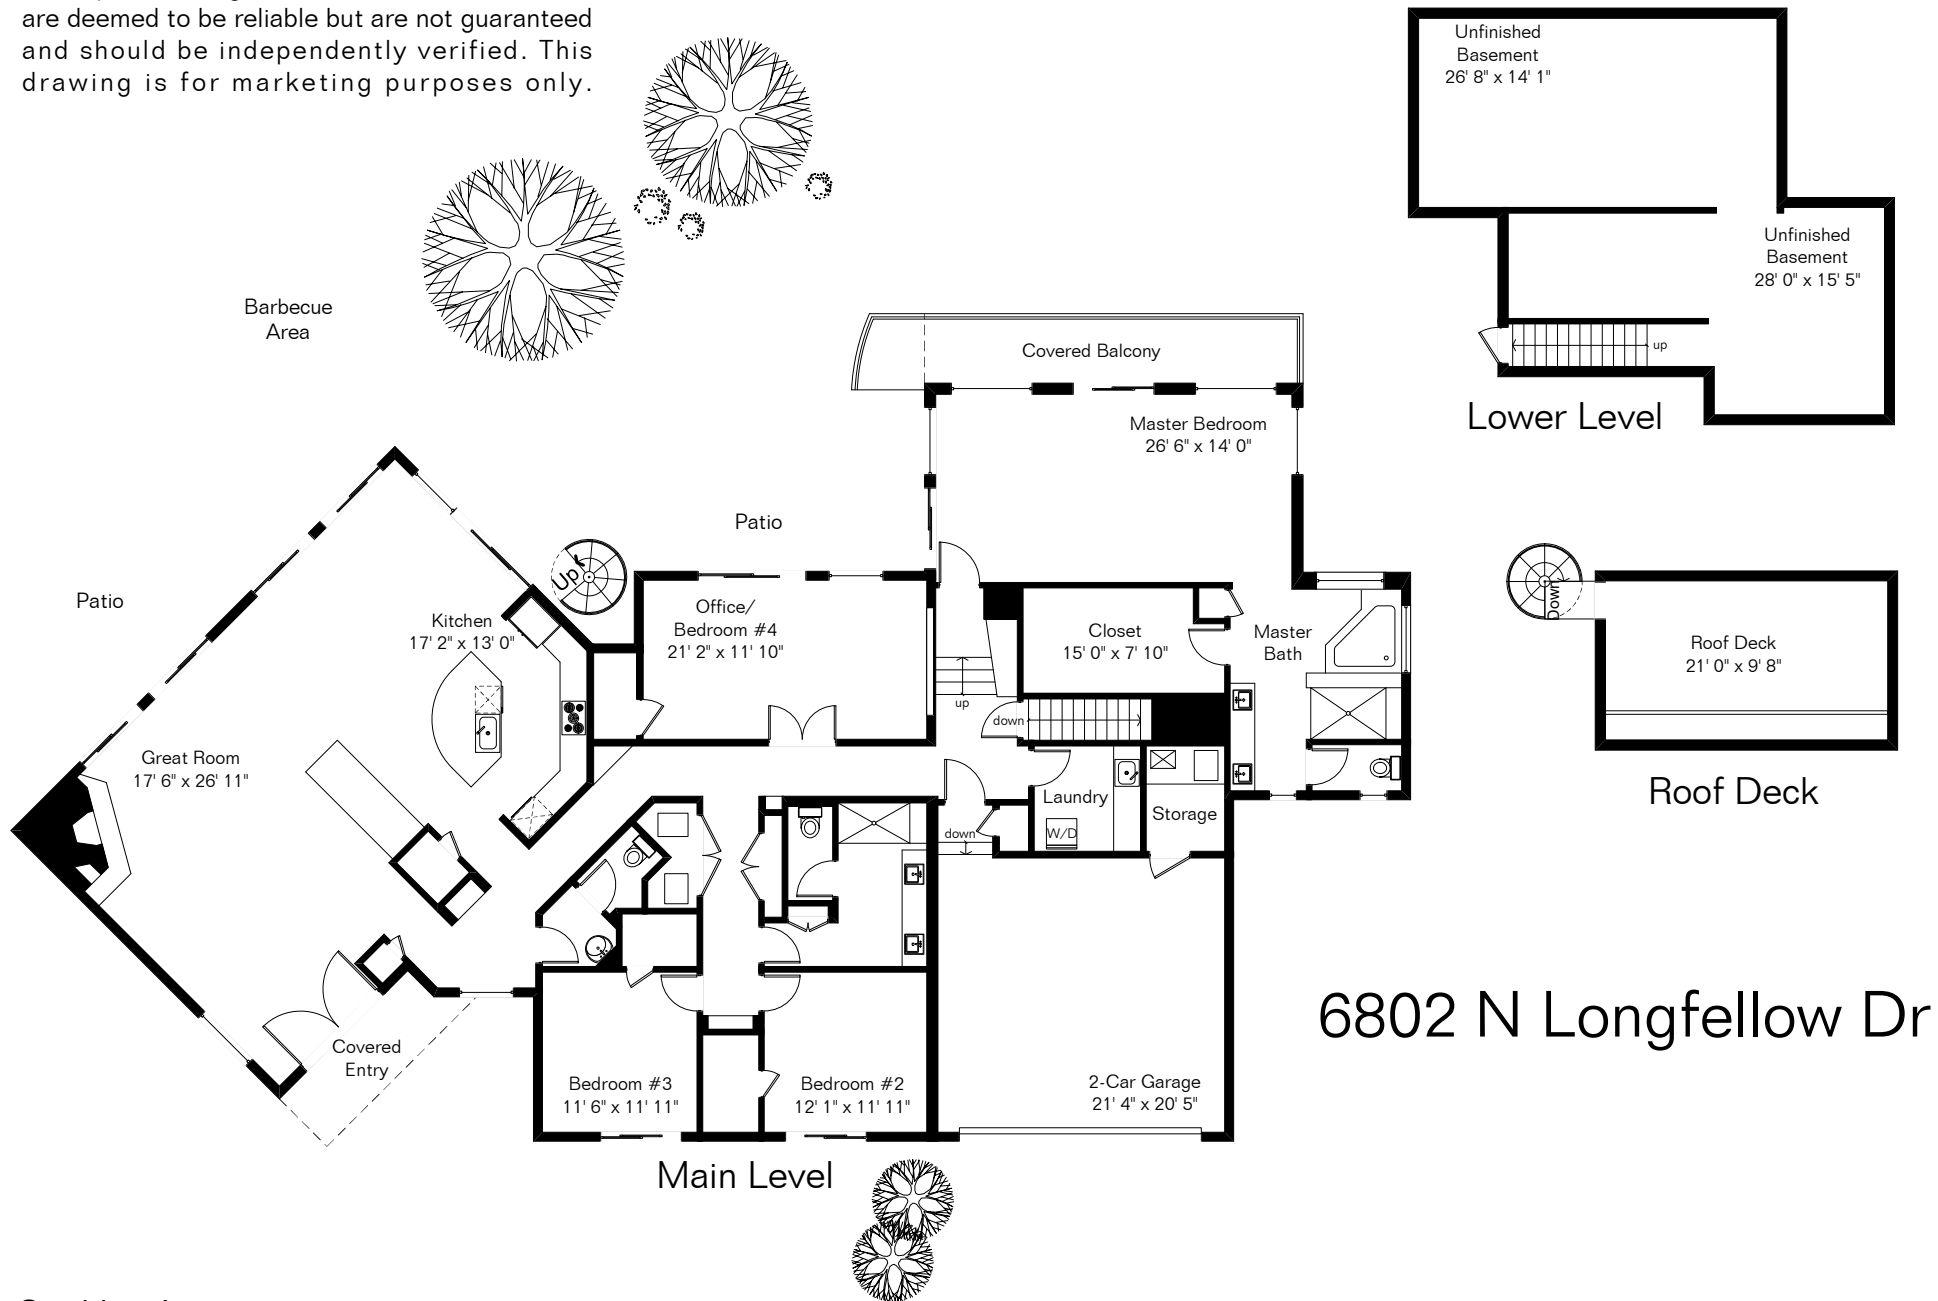 are deemed to be reliable but are not guaranteed
and should be independently verified. This
drawing is for marketing purposes only.
Unfinished
Basement
26' 8" x 14' 1"
Unfinished
Basement
28' 0" x 15' 5"
up
Lower Level
Barbecue
Area
Covered Balcony
Master Bedroom
26' 6" x 14' 0"
Patio
Patio
Up
Kitchen
17' 2" x 13' 0"
Office/
Bedroom #4
21' 2" x 11' 10"
Closet
15' 0" x 7' 10"
Master
Bath
up
down
Great Room
17' 6" x 26' 11"
Laundry
W/D
Storage
down
Down
Roof Deck
21' 0" x 9' 8"
Roof Deck
6802 N Longfellow Dr
Covered
Entry
Bedroom #3
11' 6" x 11' 11"
Bedroom #2
12' 1" x 11' 11"
2-Car Garage
21' 4" x 20' 5"
Main Level